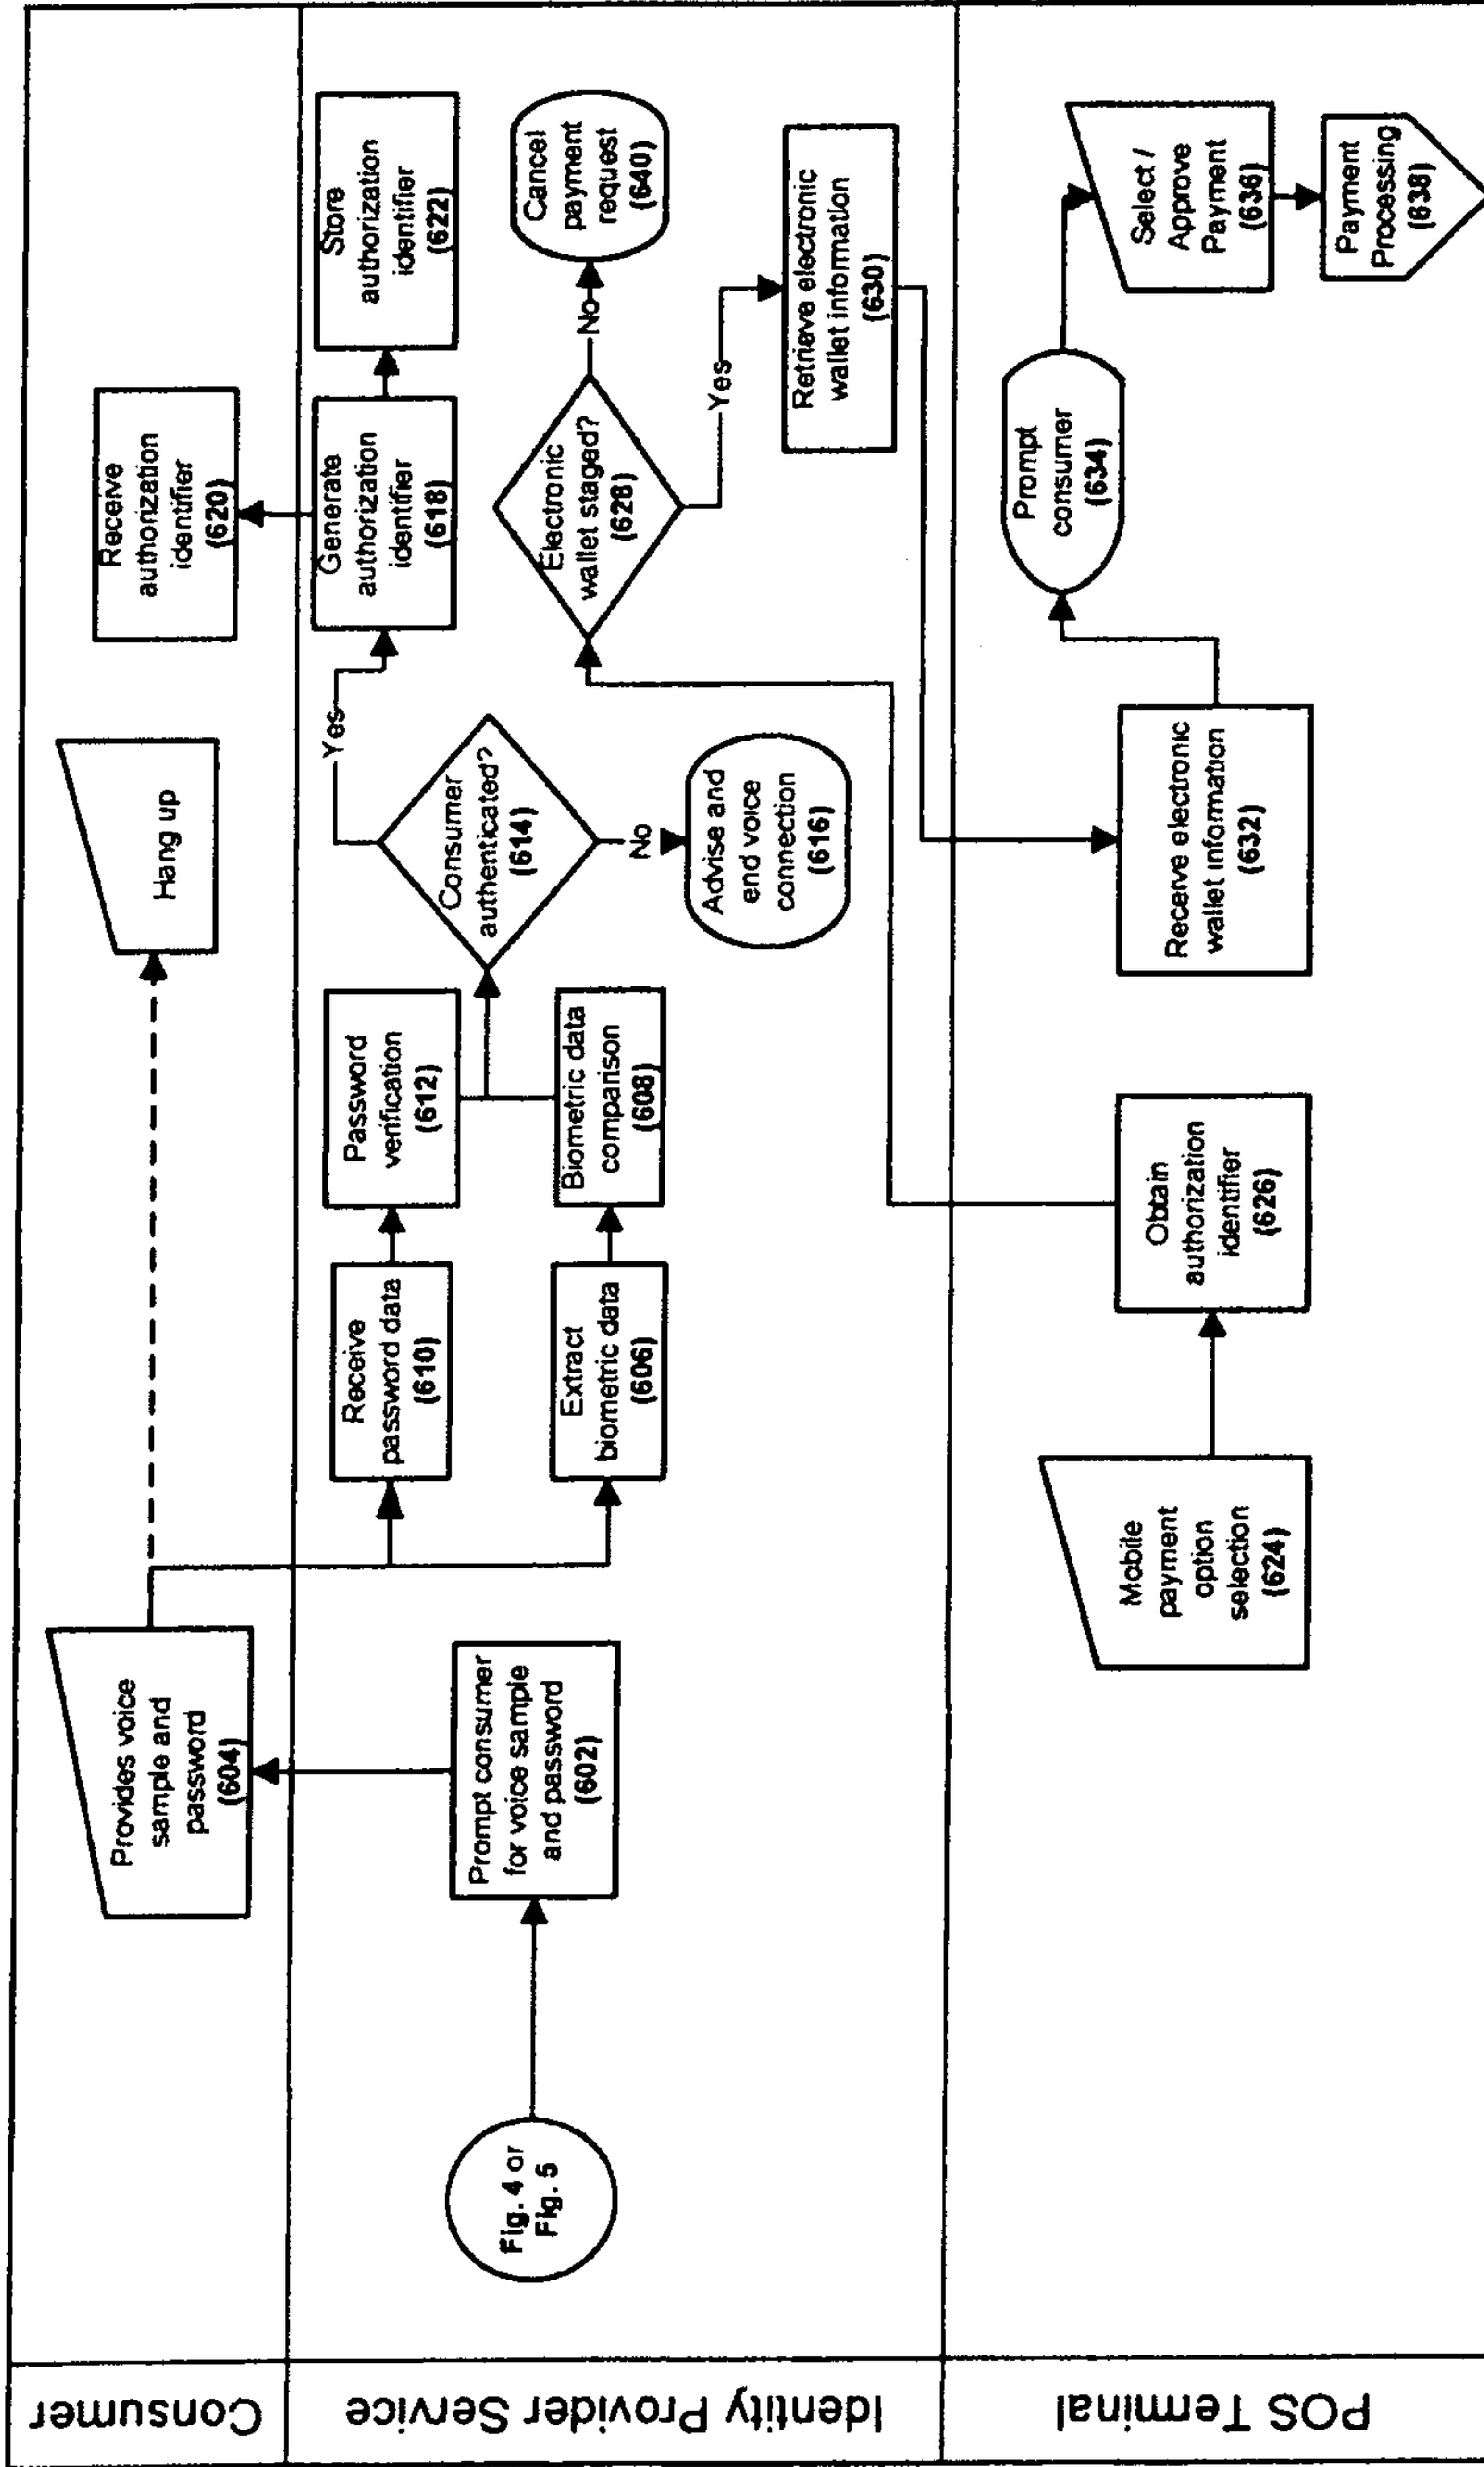 Consumer
Provides voice
sample and
password
(604)
Hang up
Receive
authorization
identifier
(620)
Identity Provider Service
Fig. 4 or
Fig. 5
Prompt consumer
for voice sample
and password
(602)
Receive
password data
(610)
Password
verification
(612)
Extract
biometric data
(606)
Biometric data
comparison
(608)
Consumer
authenticated?
(614)
Yes
No
Advise and
end voice
connection
(616)
Generate
authorization
identifier
(618)
Store
authorization
identifier
(622)
Electronic
wallet staged?
(628)
No
Cancel
payment
request
(640)
Yes
Retrieve electronic
wallet information
(630)
POS Terminal
Mobile
payment
option
selection
(624)
Obtain
authorization
identifier
(626)
Receive electronic
wallet information
(632)
Prompt
consumer
(634)
Select /
Approve
Payment
(636)
Payment
Processing
(638)